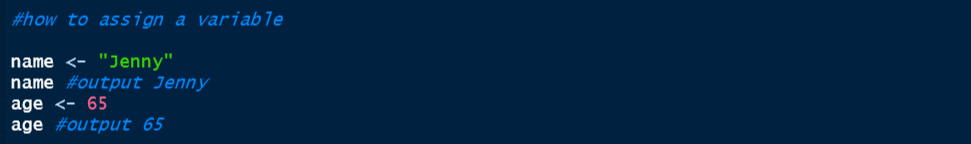 #how to assign a variable
name <- "Jenny"
name #output Jenny
age <- 65
age #output 65